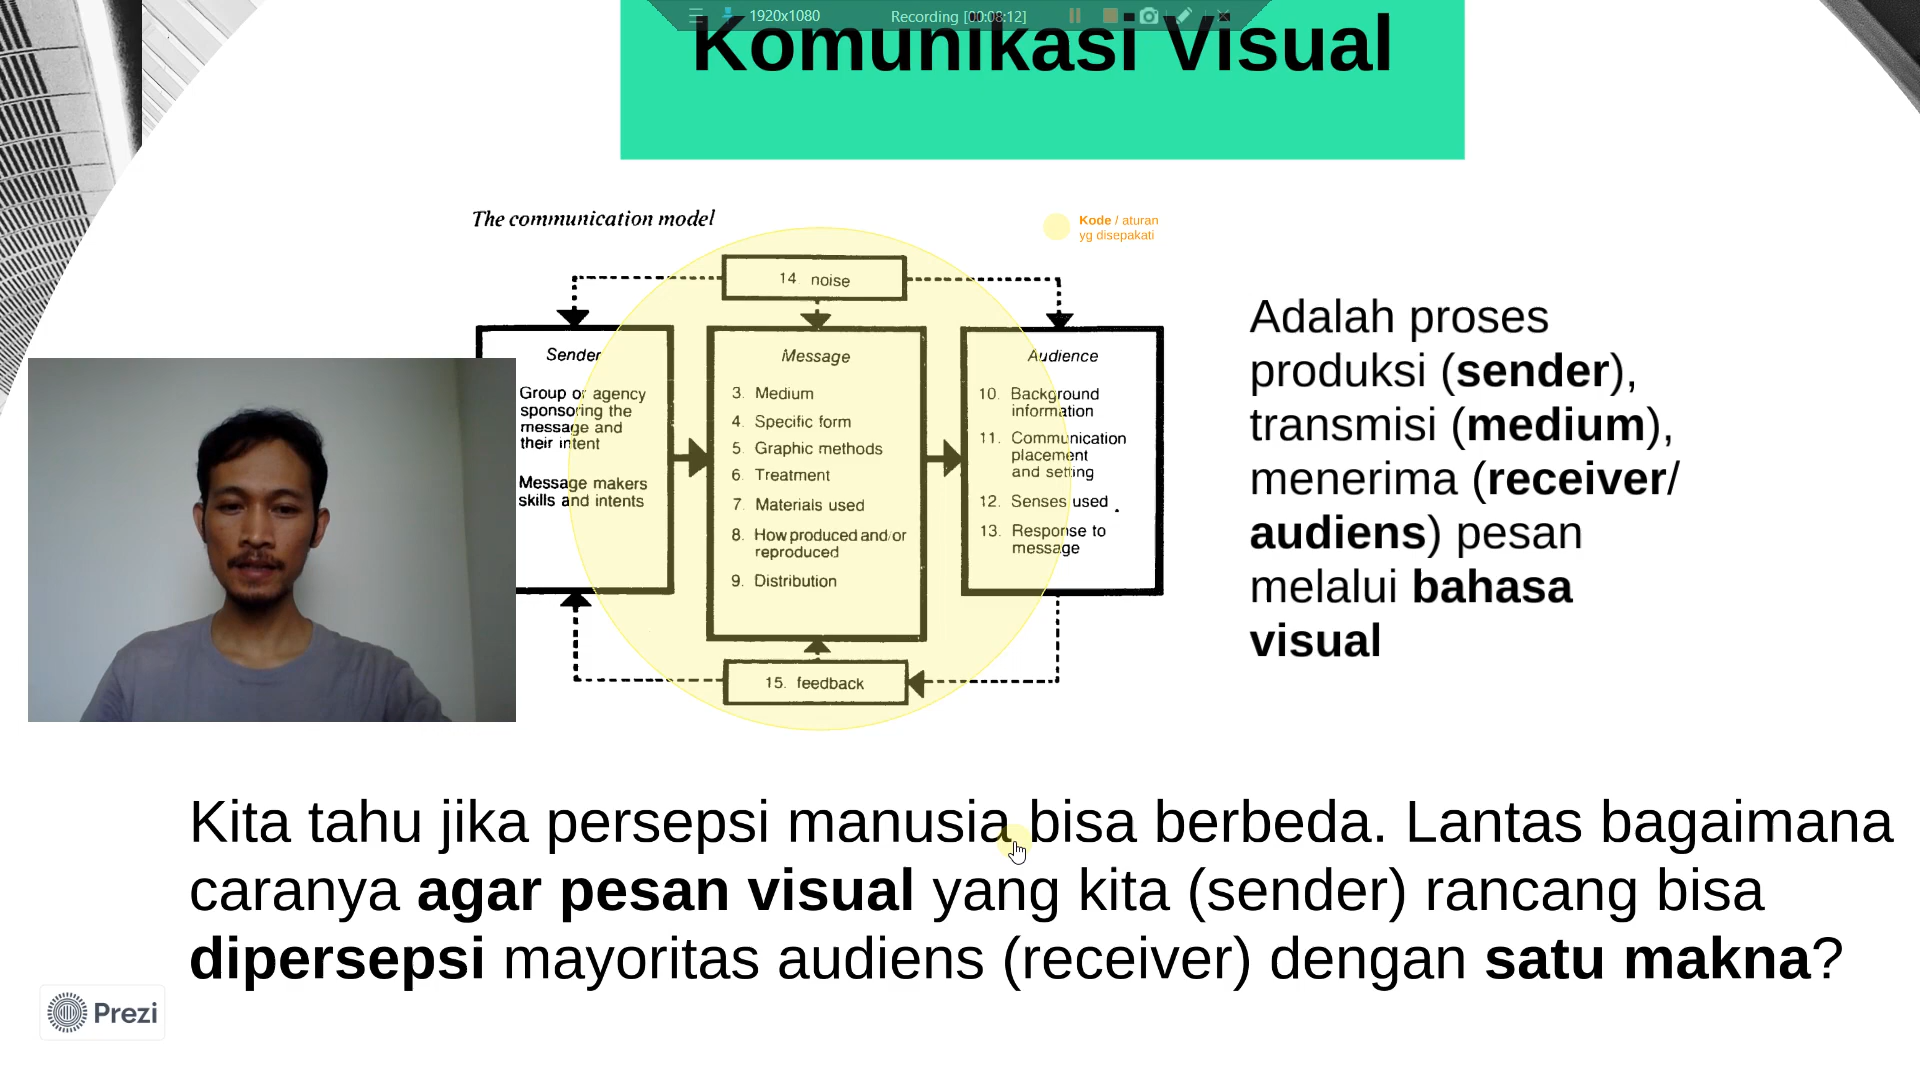 1920x1080
Recording [00:08:12]
Komunikasi Visual
The communication model
Kode / aturan
yg disepakati
14. noise
Sender
Group or agency
sponsoring the
message and
their intent
Message makers
skills and intents
Message
3. Medium
4. Specific form
5. Graphic methods
6. Treatment
7. Materials used
8. How produced and/or
reproduced
9. Distribution
Audience
10. Background
information
11. Communication
placement
and setting
12. Senses used
13. Response to
message
15. feedback
Adalah proses
produksi (sender),
transmisi (medium),
menerima (receiver/
audiens) pesan
melalui bahasa
visual
Kita tahu jika persepsi manusia bisa berbeda. Lantas bagaimana
caranya agar pesan visual yang kita (sender) rancang bisa
dipersepsi mayoritas audiens (receiver) dengan satu makna?
Prezi